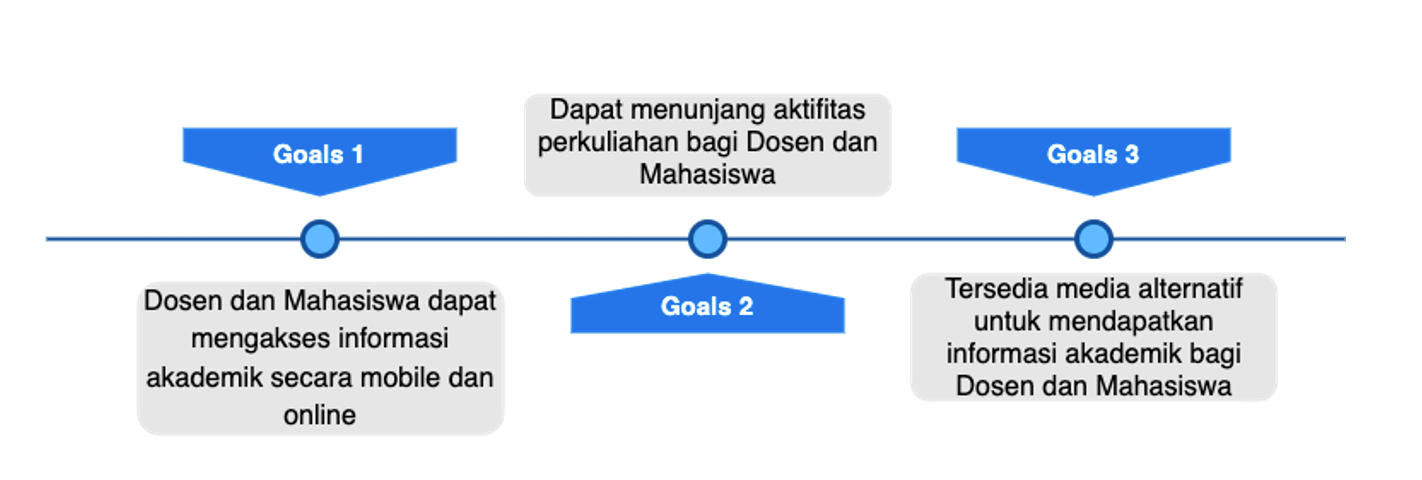 Goals 1
Dosen dan Mahasiswa dapat
mengakses informasi
akademik secara mobile dan
online
Dapat menunjang aktifitas
perkuliahan bagi Dosen dan
Mahasiswa
Goals 2
Goals 3
Tersedia media alternatif
untuk mendapatkan
informasi akademik bagi
Dosen dan Mahasiswa